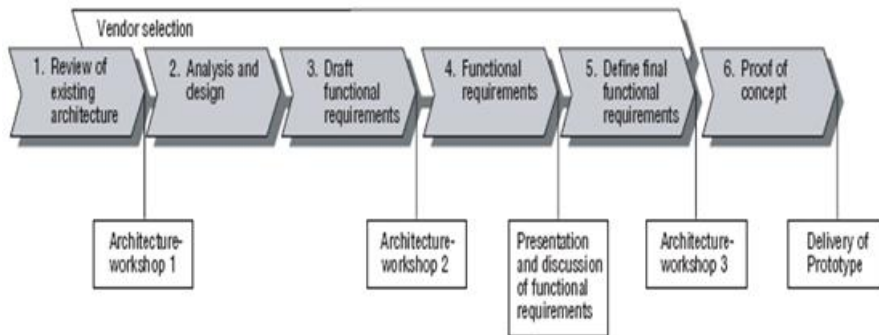 Vendor selection
1. Review of
existing
architecture
2. Analysis and
design
3. Draft
functional
requirements
4. Functional
requirements
5. Define final
functional
requirements
6. Proof of
concept
Architecture-
workshop 1
Architecture-
workshop 2
Presentation
and discussion
of functional
requirements
Architecture-
workshop 3
Delivery of
Prototype